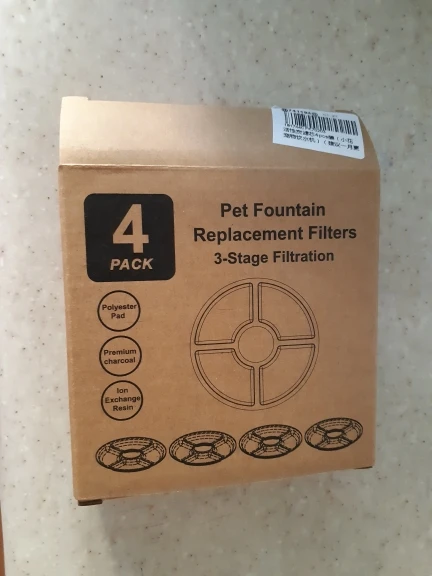 4
PACK
Pet Fountain
Replacement Filters
3-Stage Filtration
Polyester
Pad
Premium
charcoal
Ion
Exchange
Resin